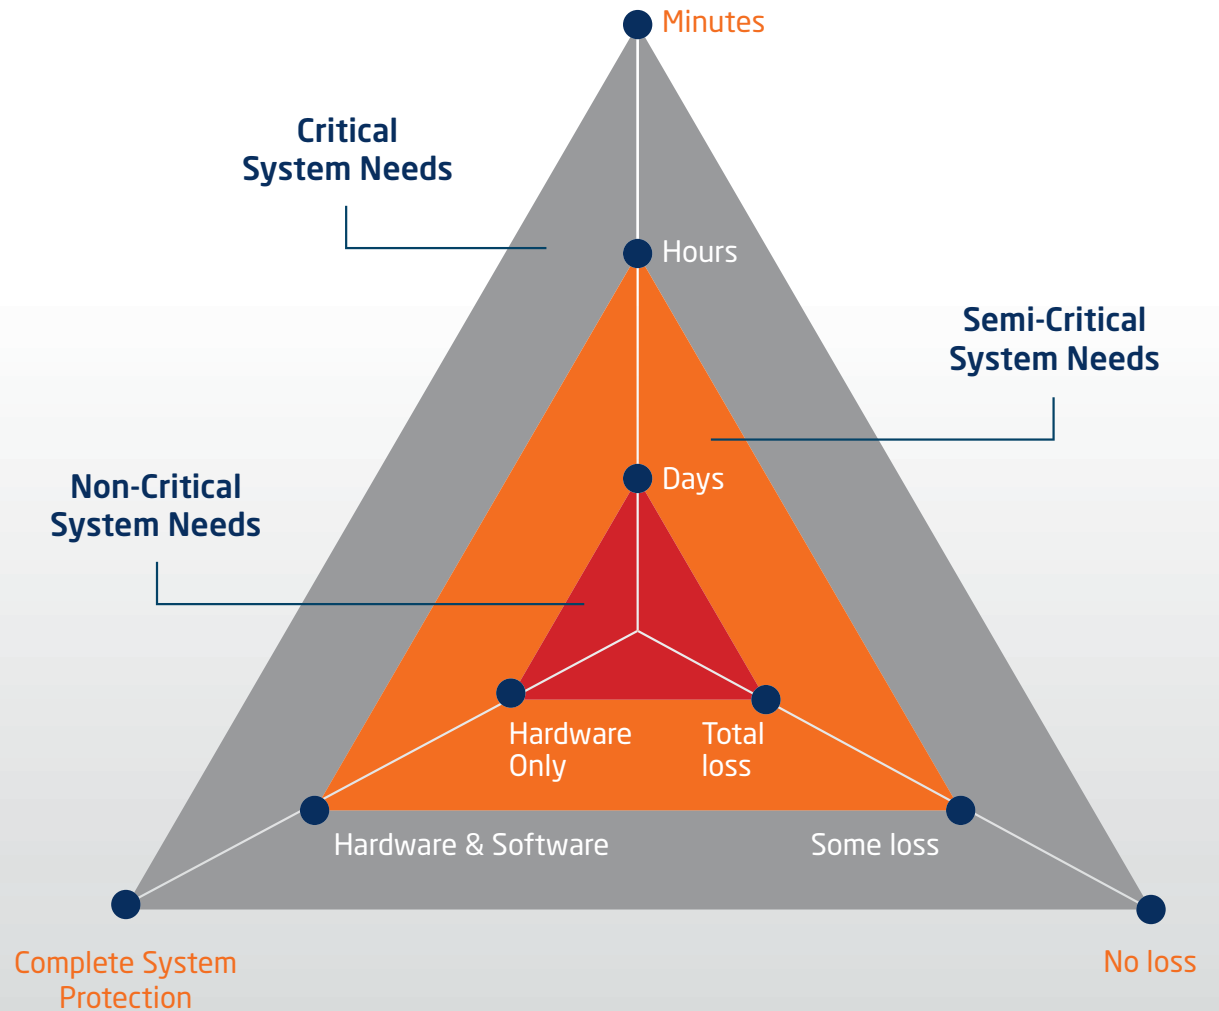 Minutes
Critical
System Needs
Hours
Semi-Critical
System Needs
Days
Non-Critical
System Needs
Hardware
Only
Total
loss
Hardware & Software
Some loss
Complete System
Protection
No loss